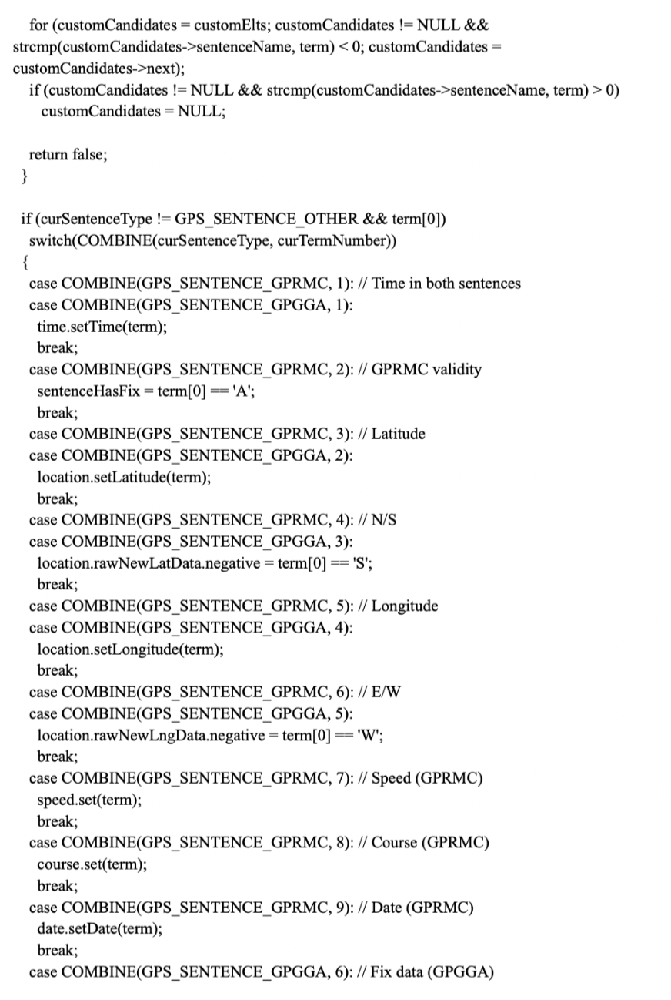 for (customCandidates = customElts; customCandidates != NULL &&
strcmp(customCandidates->sentenceName, term) < 0; customCandidates =
customCandidates->next);
if (customCandidates != NULL && strcmp(customCandidates->sentenceName, term) > 0)
customCandidates = NULL;
return false;
}
if (curSentenceType != GPS_SENTENCE_OTHER && term[0])
switch(COMBINE(curSentenceType, curTermNumber))
{
case COMBINE(GPS_SENTENCE_GPRMC, 1): // Time in both sentences
case COMBINE(GPS_SENTENCE_GPGGA, 1):
time.setTime(term);
break;
case COMBINE(GPS_SENTENCE_GPRMC, 2): // GPRMC validity
sentenceHasFix = term[0] == 'A';
break;
case COMBINE(GPS_SENTENCE_GPRMC, 3): // Latitude
case COMBINE(GPS_SENTENCE_GPGGA, 2):
location.setLatitude(term);
break;
case COMBINE(GPS_SENTENCE_GPRMC, 4): // N/S
case COMBINE(GPS_SENTENCE_GPGGA, 3):
location.rawNewLatData.negative = term[0] == 'S';
break;
case COMBINE(GPS_SENTENCE_GPRMC, 5): // Longitude
case COMBINE(GPS_SENTENCE_GPGGA, 4):
location.setLongitude(term);
break;
case COMBINE(GPS_SENTENCE_GPRMC, 6): // E/W
case COMBINE(GPS_SENTENCE_GPGGA, 5):
location.rawNewLngData.negative = term[0] == 'W';
break;
case COMBINE(GPS_SENTENCE_GPRMC, 7): // Speed (GPRMC)
speed.set(term);
break;
case COMBINE(GPS_SENTENCE_GPRMC, 8): // Course (GPRMC)
course.set(term);
break;
case COMBINE(GPS_SENTENCE_GPRMC, 9): // Date (GPRMC)
date.setDate(term);
break;
case COMBINE(GPS_SENTENCE_GPGGA, 6): // Fix data (GPGGA)